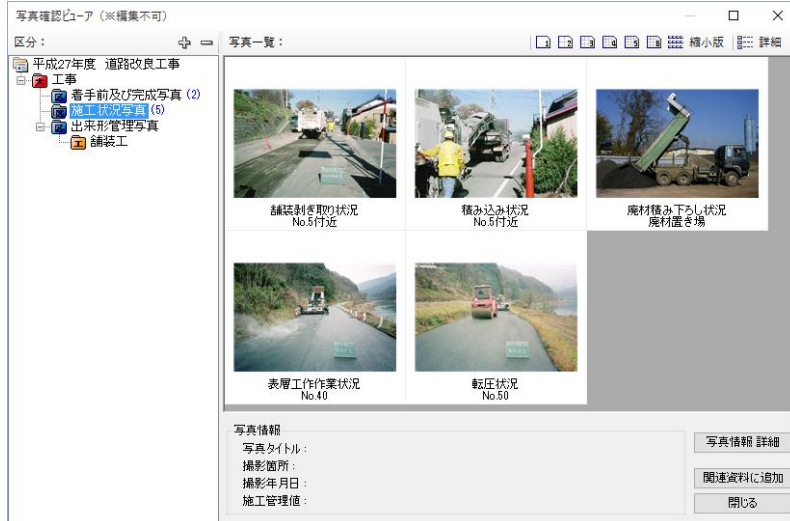 写真確認ビューア（※編集不可）
区分：
写真一覧：
1 2 3 4 5 6 縮小版 詳細
平成27年度 道路改良工事
工事
着手前及び完成写真 (2)
施工状況写真 (5)
出来形管理写真
舗装工
舗装剥ぎ取り状況
No.5付近
積み込み状況
No.5付近
廃材積み下ろし状況
廃材置き場
表層工作作業状況
No.40
転圧状況
No.50
写真情報
写真タイトル：
撮影箇所：
撮影年月日：
施工管理値：
写真情報 詳細
関連資料に追加
閉じる